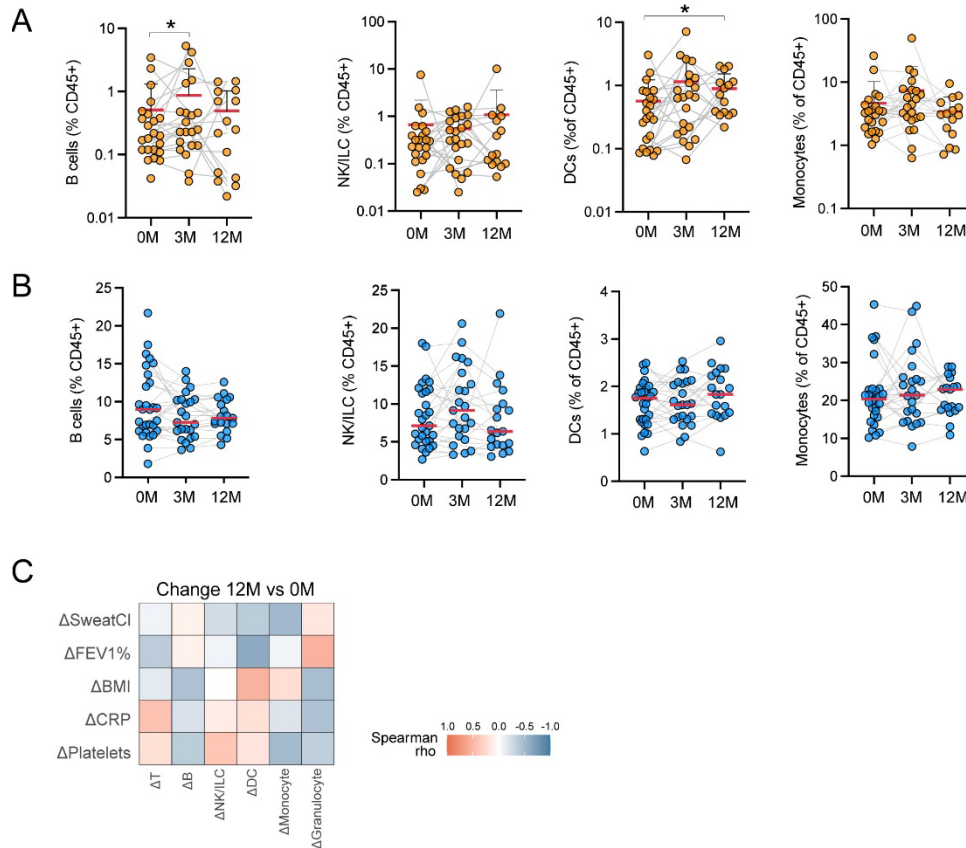 A
B cells (% CD45+)
10
1
0.1
0.01
*
0M 3M 12M
NK/ILC (% CD45+)
100
10
1
0.1
0.01
0M 3M 12M
DCs (%of CD45+)
10
1
0.1
0.01
*
0M 3M 12M
Monocytes (% of CD45+)
100
10
1
0.1
0M 3M 12M
B
B cells (% CD45+)
25
20
15
10
5
0
0M 3M 12M
NK/ILC (% CD45+)
25
20
15
10
5
0
0M 3M 12M
DCs (% of CD45+)
4
3
2
1
0
0M 3M 12M
Monocytes (% of CD45+)
50
40
30
20
10
0
0M 3M 12M
C
Change 12M vs 0M
ΔSweatCl
ΔFEV1%
ΔBMI
ΔCRP
ΔPlatelets
ΔT
ΔB
ΔNK/ILC
ΔDC
ΔMonocyte
ΔGranulocyte
Spearman
rho
1.0 0.5 0.0 -0.5 -1.0